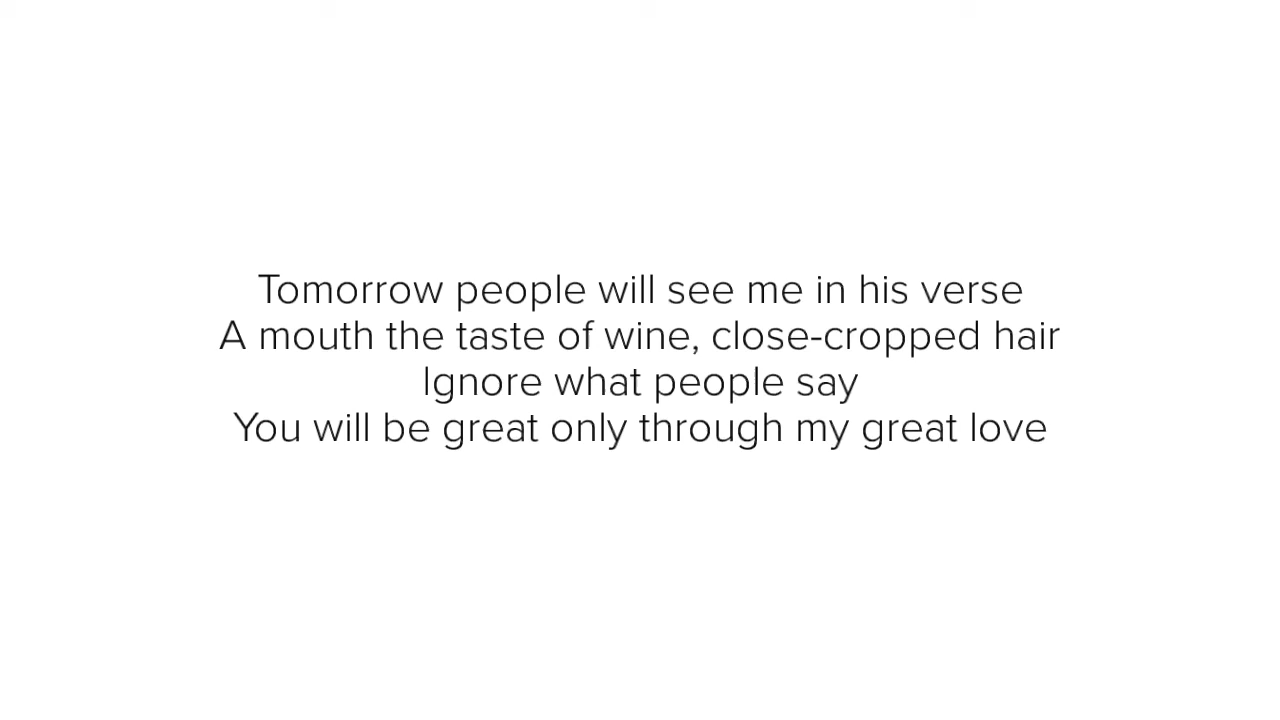 Tomorrow people will see me in his verse
A mouth the taste of wine, close-cropped hair
Ignore what people say
You will be great only through my great love